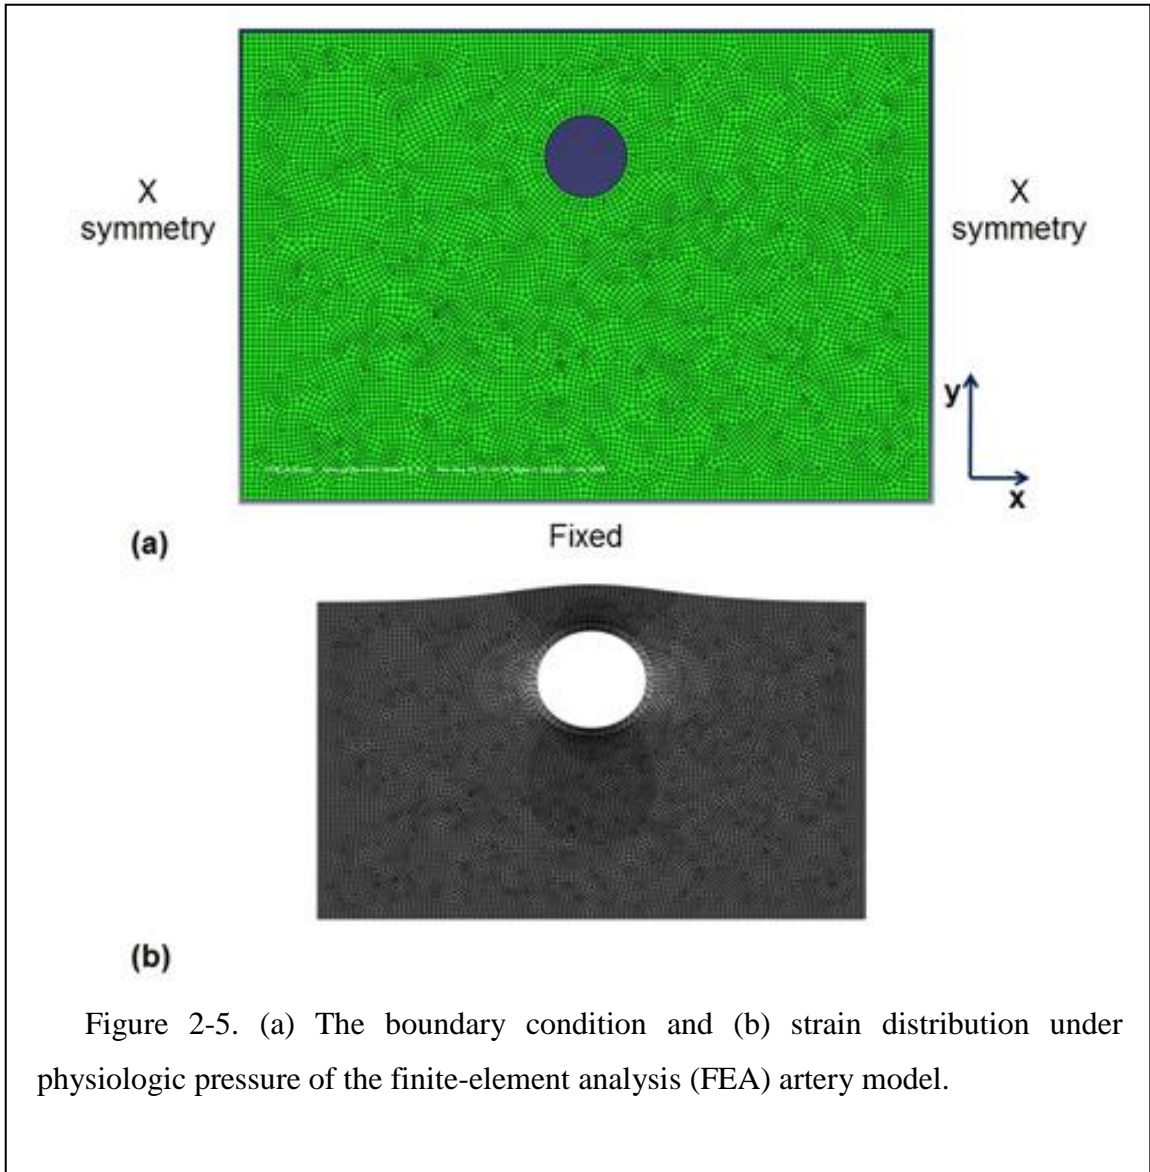 X
symmetry
X
symmetry
y
x
(a)
Fixed
(b)
Figure 2-5. (a) The boundary condition and (b) strain distribution under
physiologic pressure of the finite-element analysis (FEA) artery model.